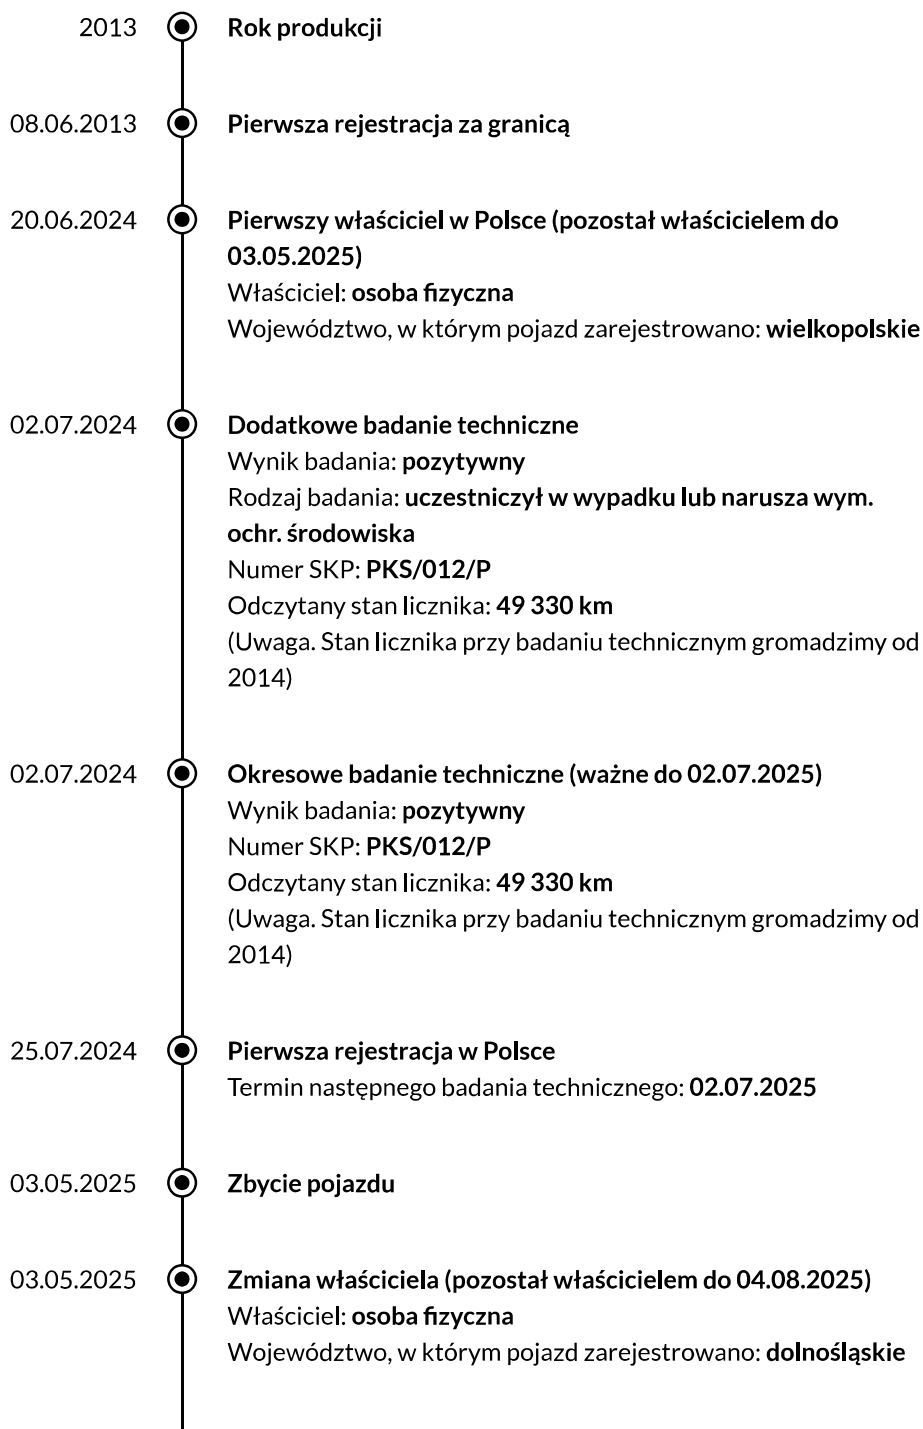 2013 Rok produkcji
08.06.2013 Pierwsza rejestracja za granicą
20.06.2024 Pierwszy właściciel w Polsce (pozostał właścicielem do
03.05.2025)
Właściciel: osoba fizyczna
Województwo, w którym pojazd zarejestrowano: wielkopolskie
02.07.2024 Dodatkowe badanie techniczne
Wynik badania: pozytywny
Rodzaj badania: uczestniczył w wypadku lub narusza wym.
ochr. środowiska
Numer SKP: PKS/012/P
Odczytany stan licznika: 49 330 km
(Uwaga. Stan licznika przy badaniu technicznym gromadzimy od
2014)
02.07.2024 Okresowe badanie techniczne (ważne do 02.07.2025)
Wynik badania: pozytywny
Numer SKP: PKS/012/P
Odczytany stan licznika: 49 330 km
(Uwaga. Stan licznika przy badaniu technicznym gromadzimy od
2014)
25.07.2024 Pierwsza rejestracja w Polsce
Termin następnego badania technicznego: 02.07.2025
03.05.2025 Zbycie pojazdu
03.05.2025 Zmiana właściciela (pozostał właścicielem do 04.08.2025)
Właściciel: osoba fizyczna
Województwo, w którym pojazd zarejestrowano: dolnośląskie